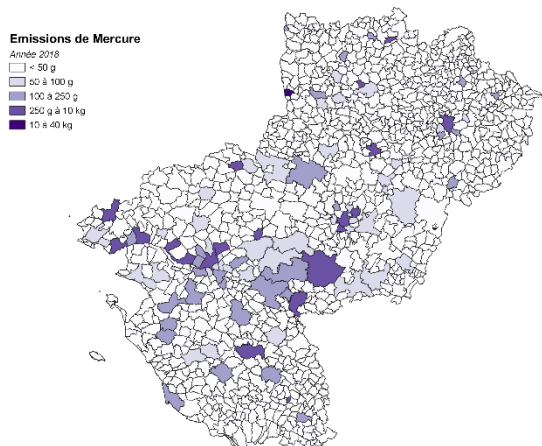 Emissions de Mercure
Année 2018
< 50 g
50 à 100 g
100 à 250 g
250 g à 10 kg
10 à 40 kg